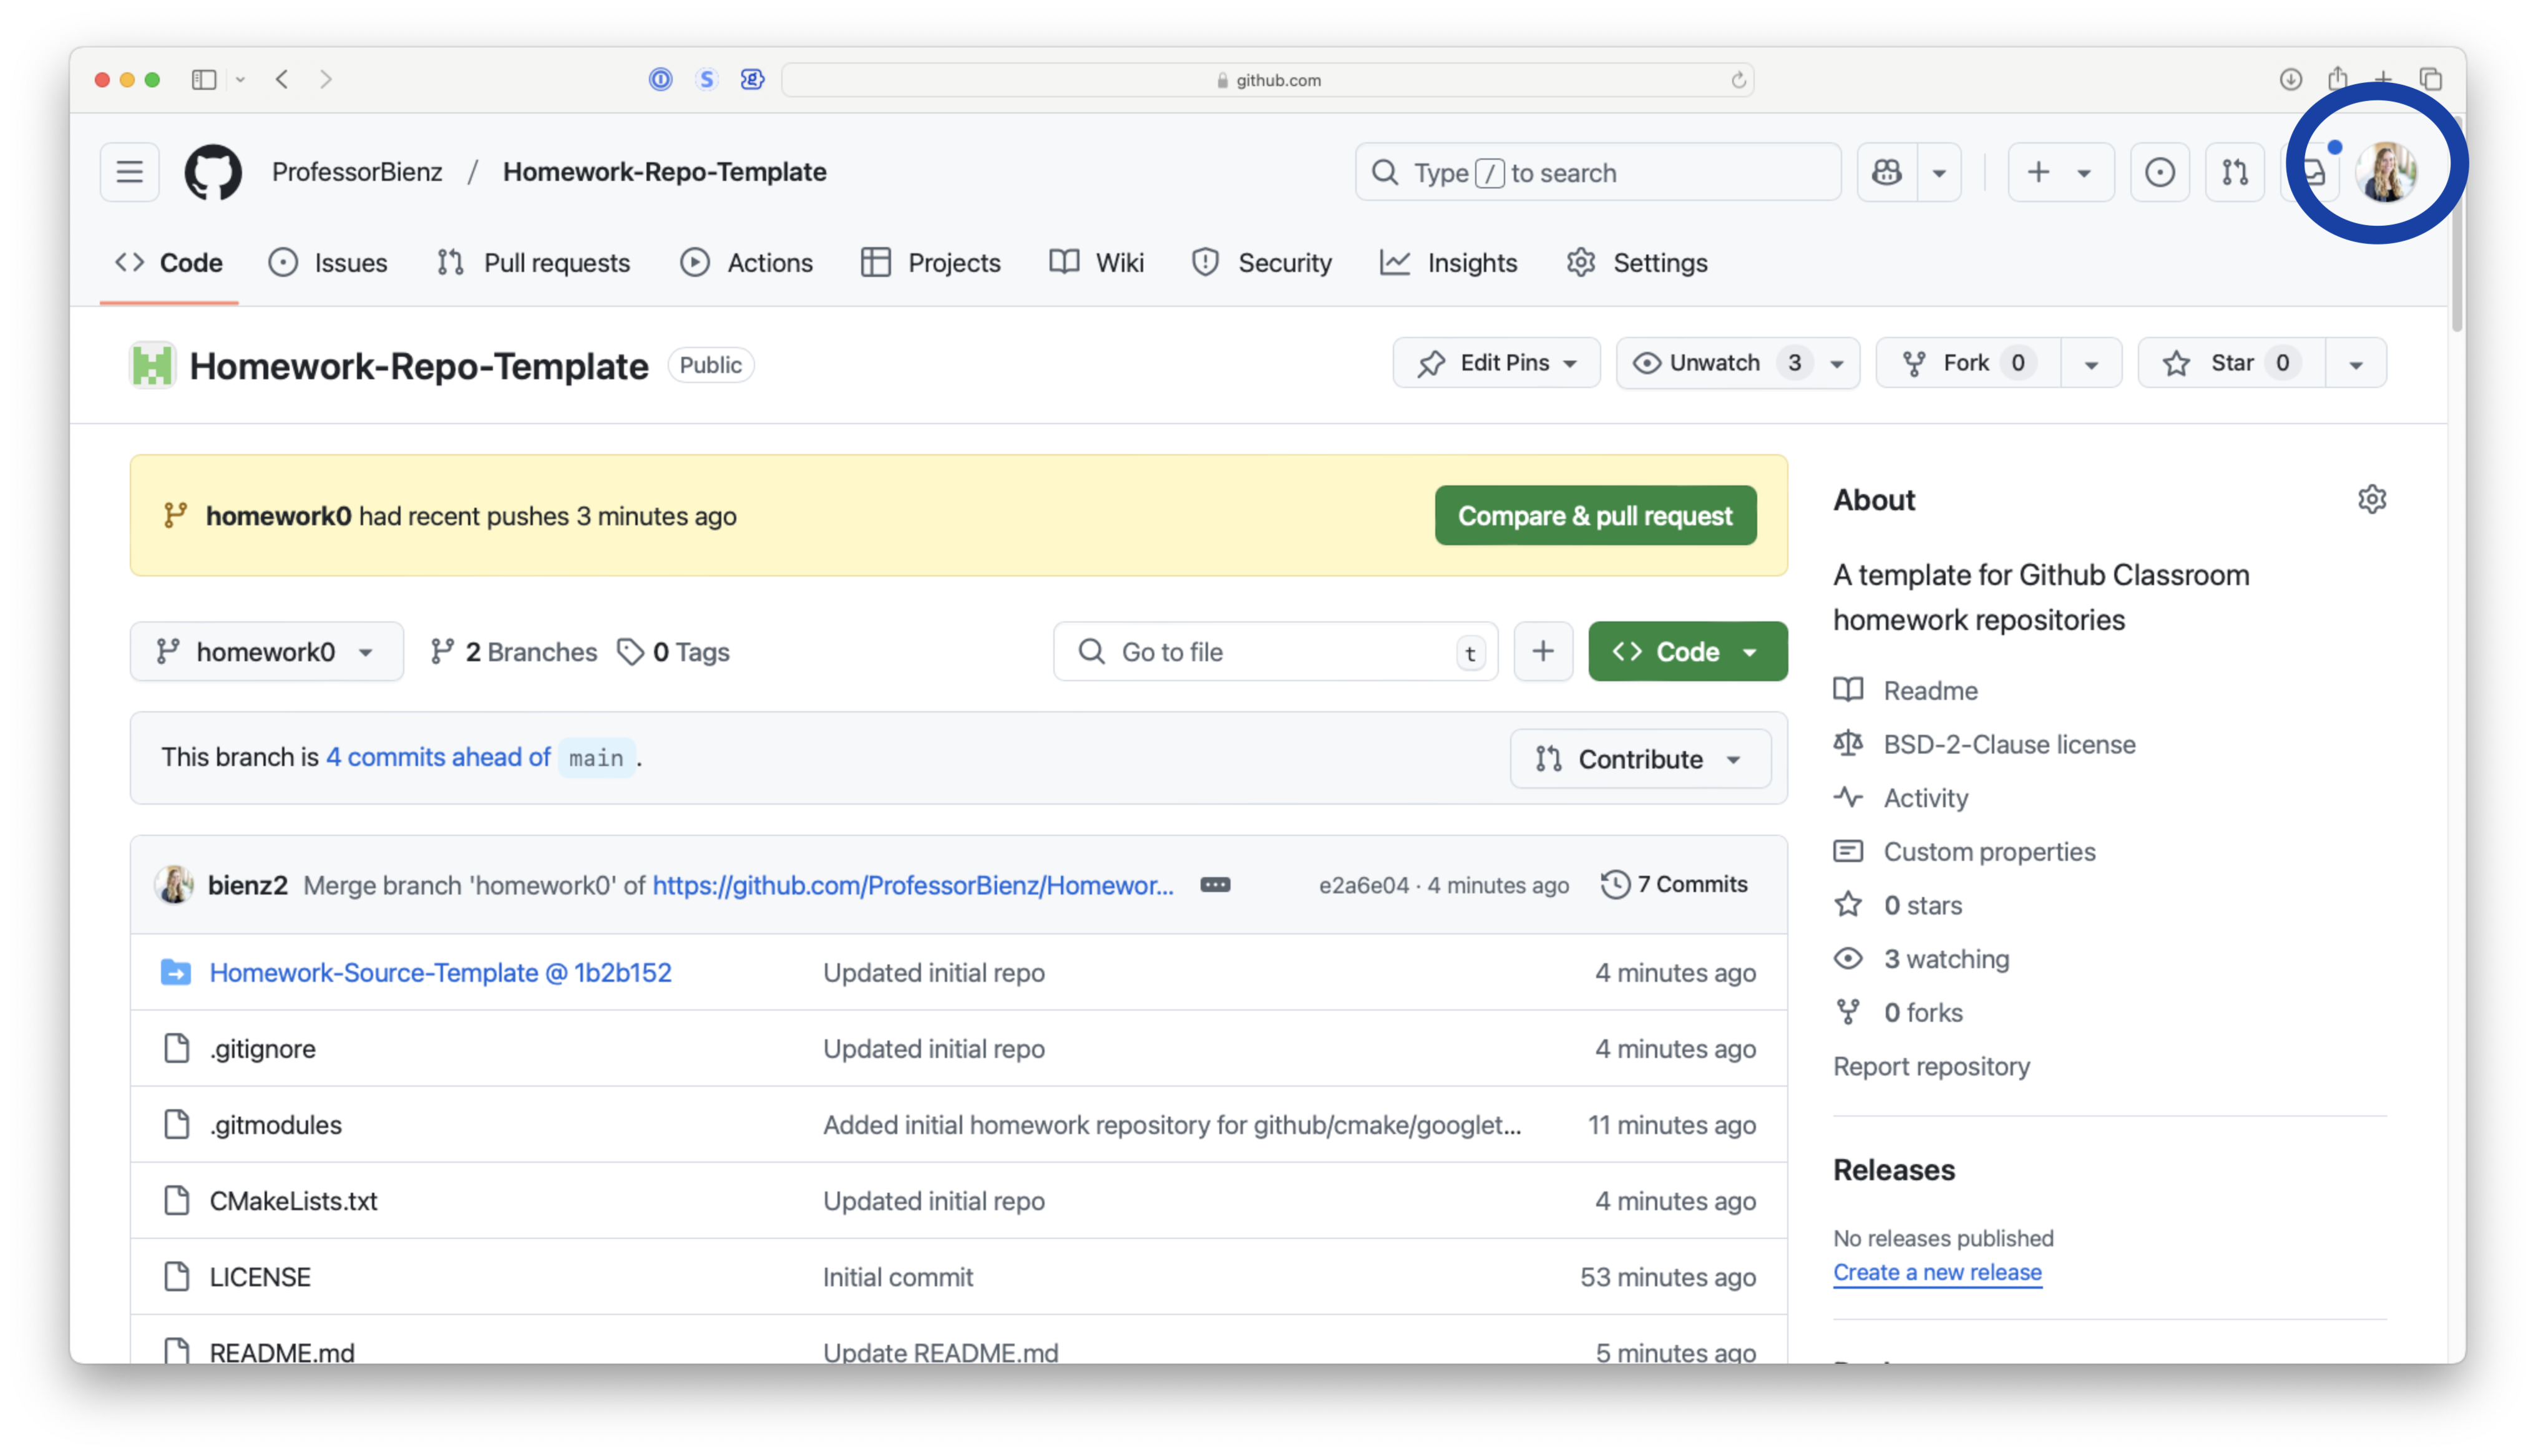 github.com
ProfessorBienz / Homework-Repo-Template
Type / to search
Code Issues Pull requests Actions Projects Wiki Security Insights Settings
Homework-Repo-Template Public
Edit Pins Unwatch 3 Fork 0 Star 0
homework0 had recent pushes 3 minutes ago
Compare & pull request
homework0 2 Branches 0 Tags
Go to file t
Code
This branch is 4 commits ahead of main .
Contribute
bienz2 Merge branch 'homework0' of https://github.com/ProfessorBienz/Homewor... e2a6e04 · 4 minutes ago 7 Commits
Homework-Source-Template @ 1b2b152 Updated initial repo 4 minutes ago
.gitignore Updated initial repo 4 minutes ago
.gitmodules Added initial homework repository for github/cmake/googlet... 11 minutes ago
CMakeLists.txt Updated initial repo 4 minutes ago
LICENSE Initial commit 53 minutes ago
README.md Update README.md 5 minutes ago
About
A template for Github Classroom
homework repositories
Readme
BSD-2-Clause license
Activity
Custom properties
0 stars
3 watching
0 forks
Report repository
Releases
No releases published
Create a new release